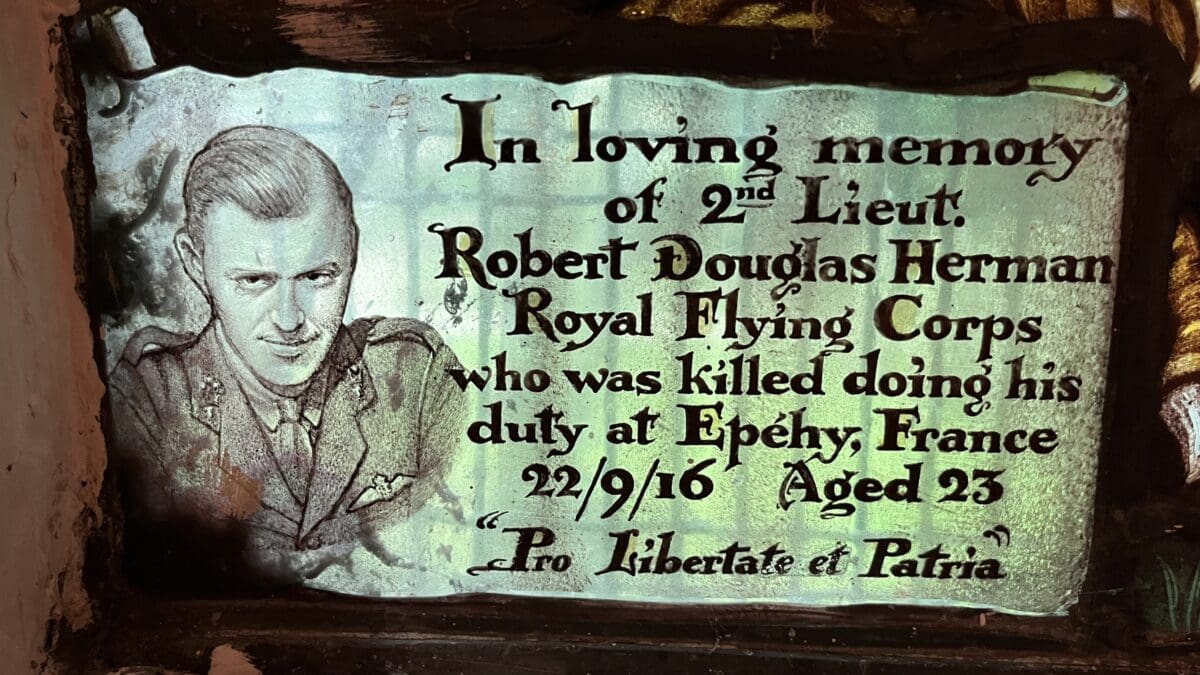 In loving memory
of 2nd Lieut.
Robert Douglas Herman
Royal Flying Corps
who was killed doing his
duty at Epéhy, France
22/9/16 Aged 23
"Pro Libertate et Patria"